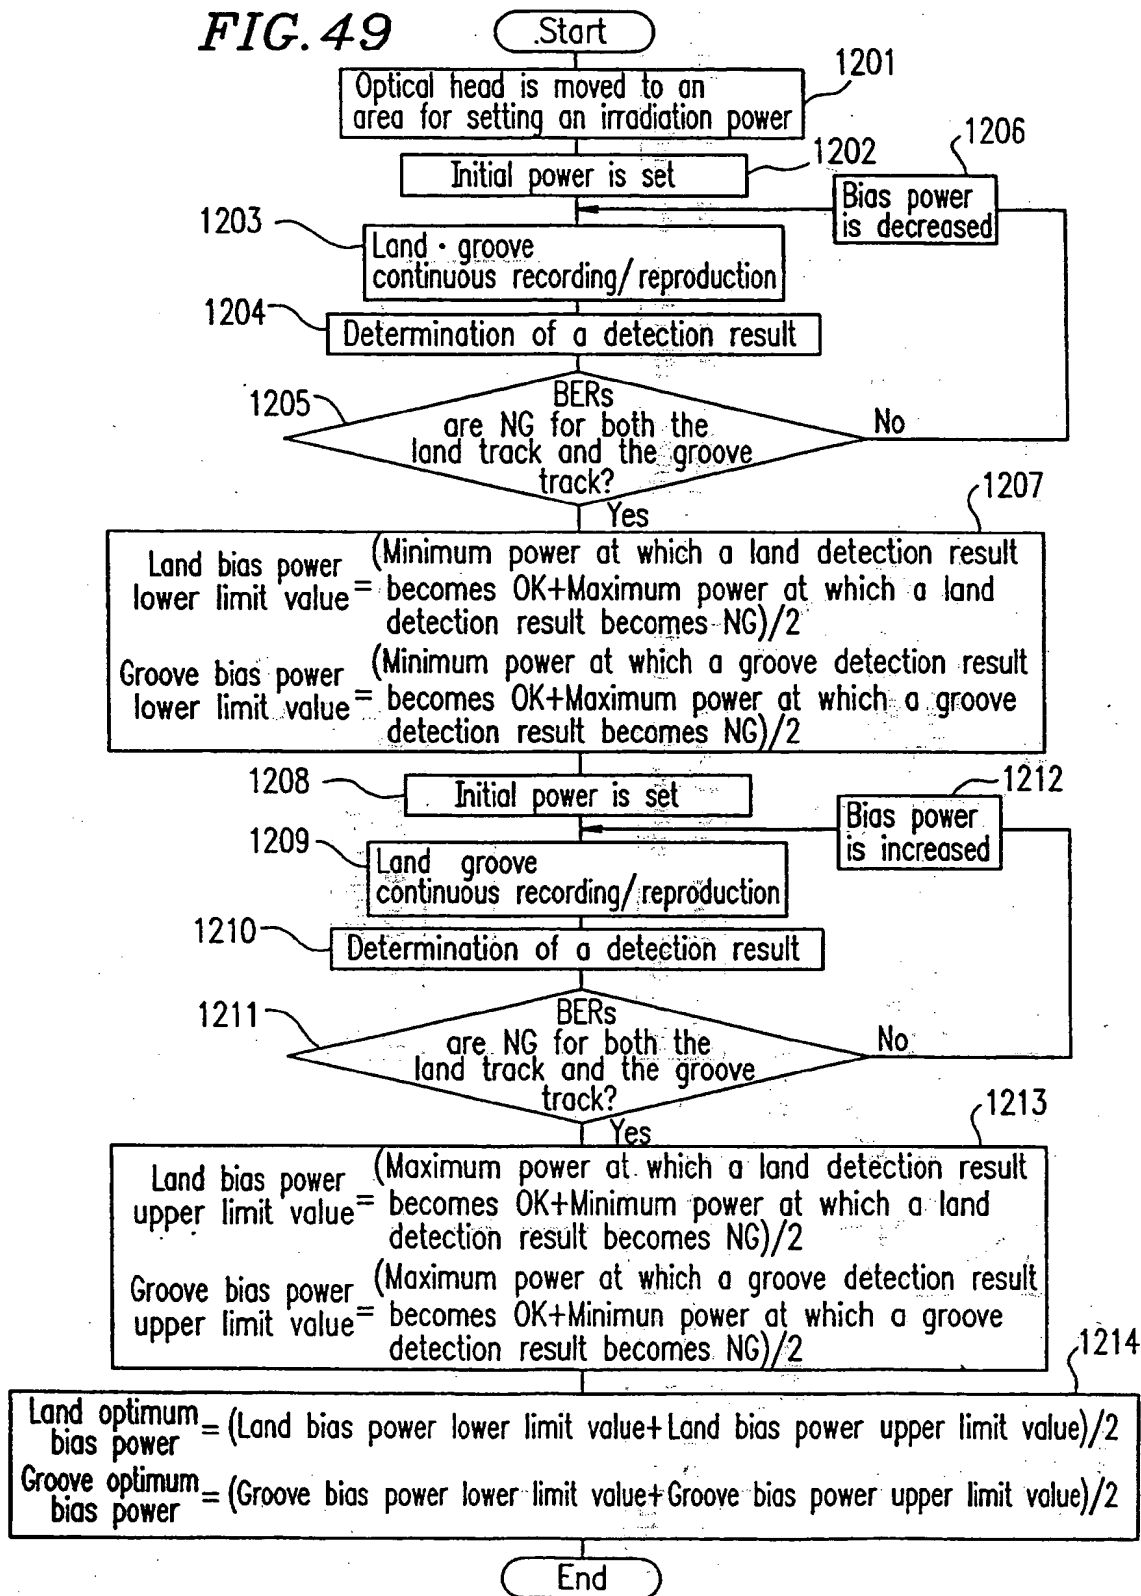 FIG. 49
.Start
1201
Optical head is moved to an
area for setting an irradiation power
1202
Initial power is set
1206
Bias power
is decreased
1203
Land · groove
continuous recording/reproduction
1204
Determination of a detection result
1205
BERs
are NG for both the
land track and the groove
track?
No
Yes
1207
Land bias power
lower limit value
= (Minimum power at which a land detection result
becomes OK+Maximum power at which a land
detection result becomes NG)/2
Groove bias power
lower limit value
= (Minimum power at which a groove detection result
becomes OK+Maximum power at which a groove
detection result becomes NG)/2
1208
Initial power is set
1212
Bias power
is increased
1209
Land groove
continuous recording/reproduction
1210
Determination of a detection result
1211
BERs
are NG for both the
land track and the groove
track?
No
Yes
1213
Land bias power
upper limit value
= (Maximum power at which a land detection result
becomes OK+Minimum power at which a land
detection result becomes NG)/2
Groove bias power
upper limit value
= (Maximum power at which a groove detection result
becomes OK+Minimun power at which a groove
detection result becomes NG)/2
1214
Land optimum
bias power
= (Land bias power lower limit value+Land bias power upper limit value)/2
Groove optimum
bias power
= (Groove bias power lower limit value+Groove bias power upper limit value)/2
End